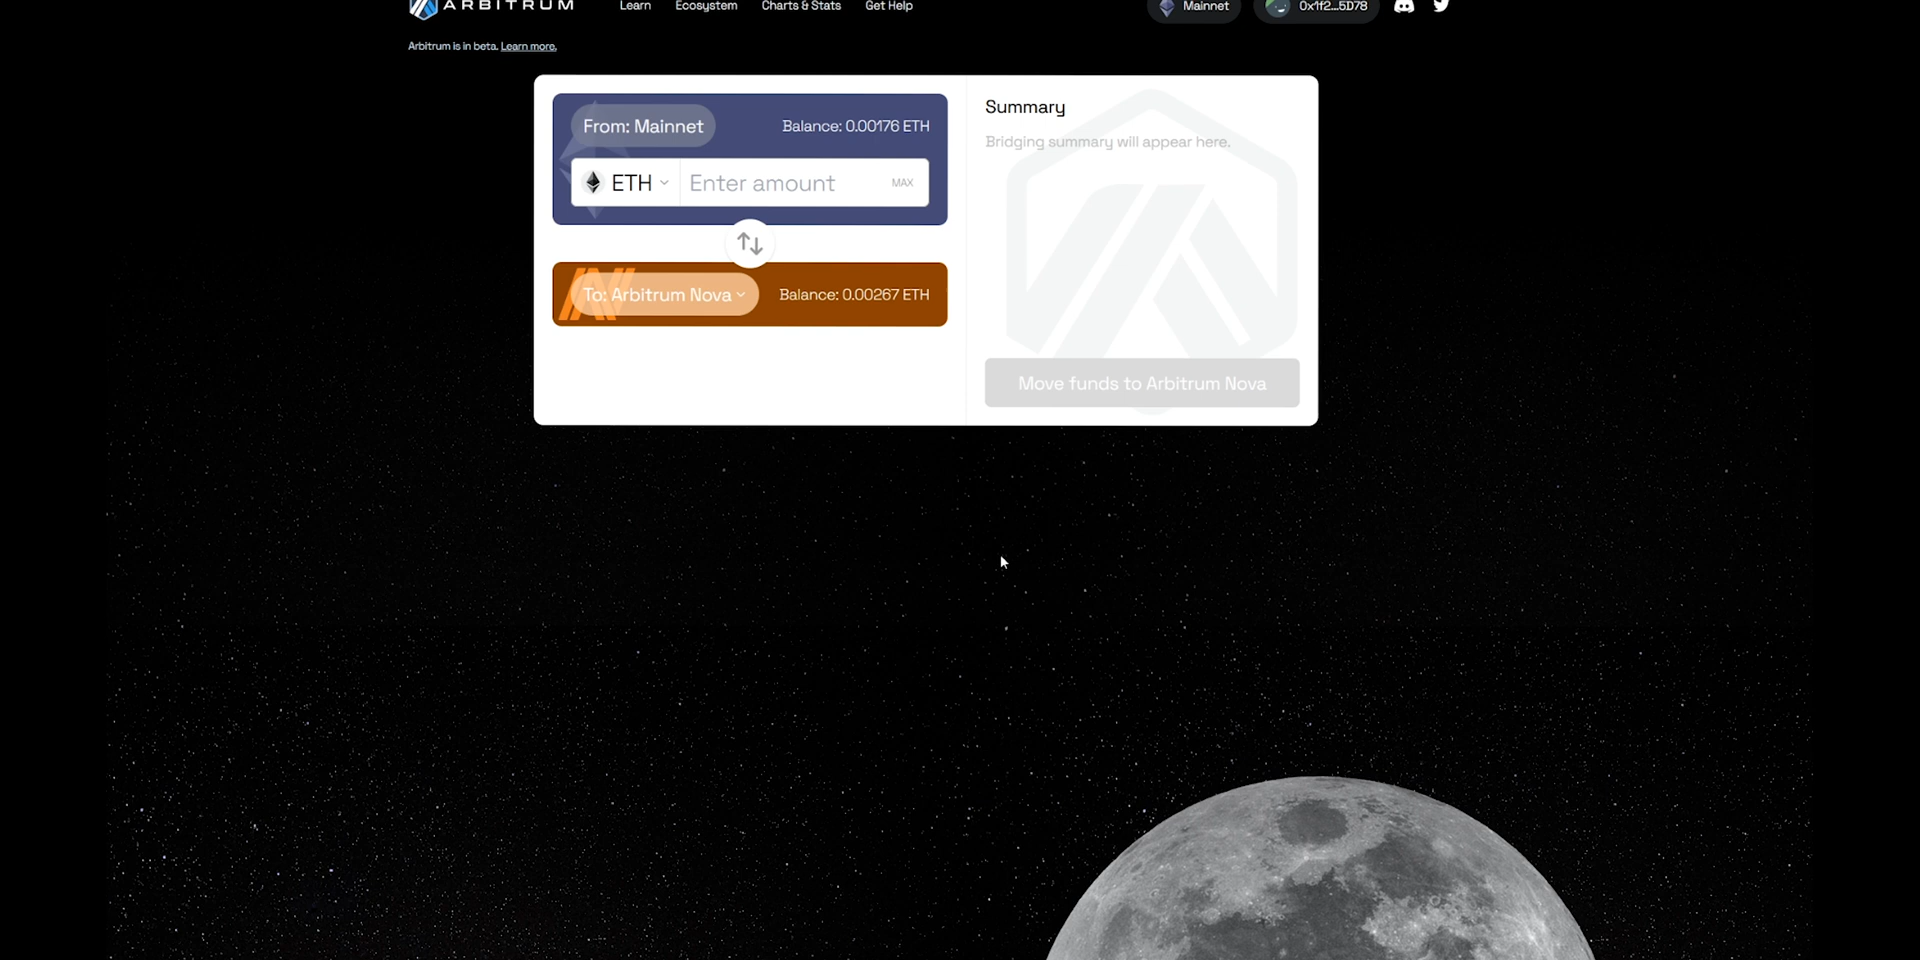 ARBITRUM
Learn
Ecosystem
Charts & Stats
Get Help
Mainnet
0x1f2...5D78
Arbitrum is in beta. Learn more.
From: Mainnet
Balance: 0.00176 ETH
ETH
Enter amount
MAX
To: Arbitrum Nova
Balance: 0.00267 ETH
Summary
Bridging summary will appear here.
Move funds to Arbitrum Nova